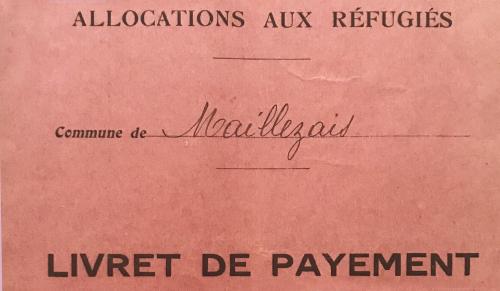 ALLOCATIONS AUX RÉFUGIÉS
Commune de Maillezais
LIVRET DE PAYEMENT